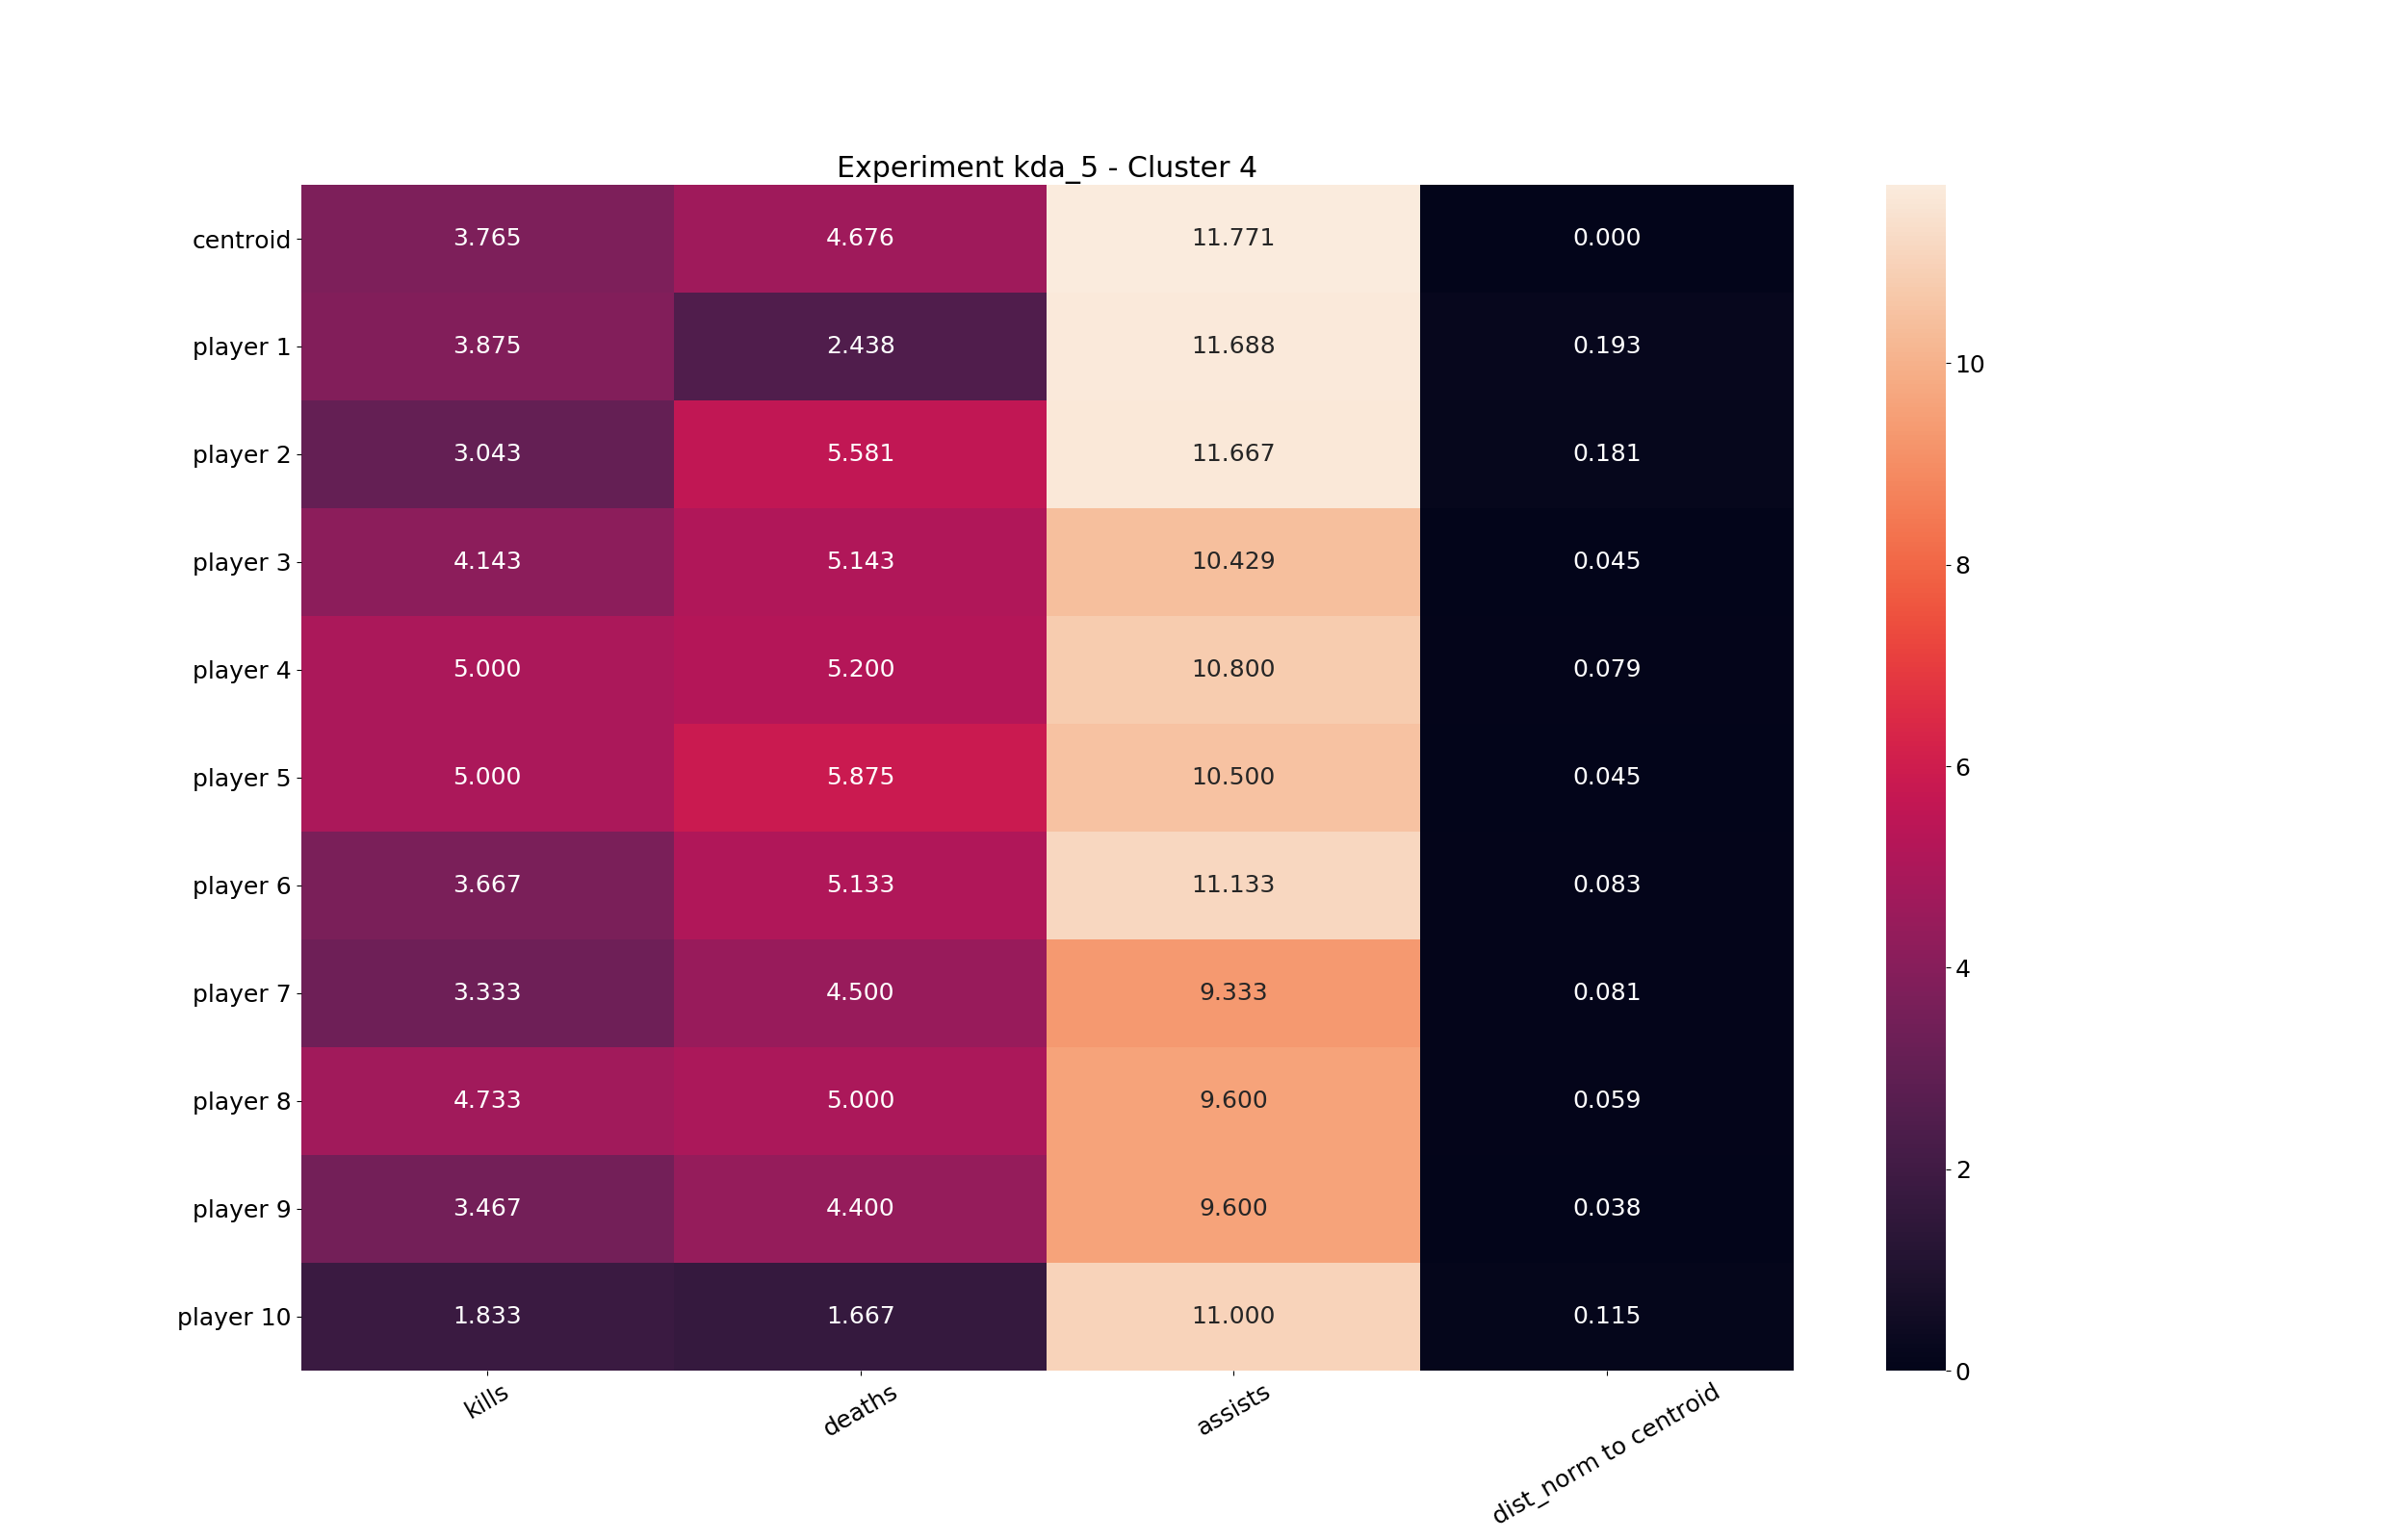 Experiment kda_5 - Cluster 4
centroid 3.765 4.676 11.771 0.000
player 1 3.875 2.438 11.688 0.193
player 2 3.043 5.581 11.667 0.181
player 3 4.143 5.143 10.429 0.045
player 4 5.000 5.200 10.800 0.079
player 5 5.000 5.875 10.500 0.045
player 6 3.667 5.133 11.133 0.083
player 7 3.333 4.500 9.333 0.081
player 8 4.733 5.000 9.600 0.059
player 9 3.467 4.400 9.600 0.038
player 10 1.833 1.667 11.000 0.115
kills deaths assists dist_norm to centroid
10
8
6
4
2
0